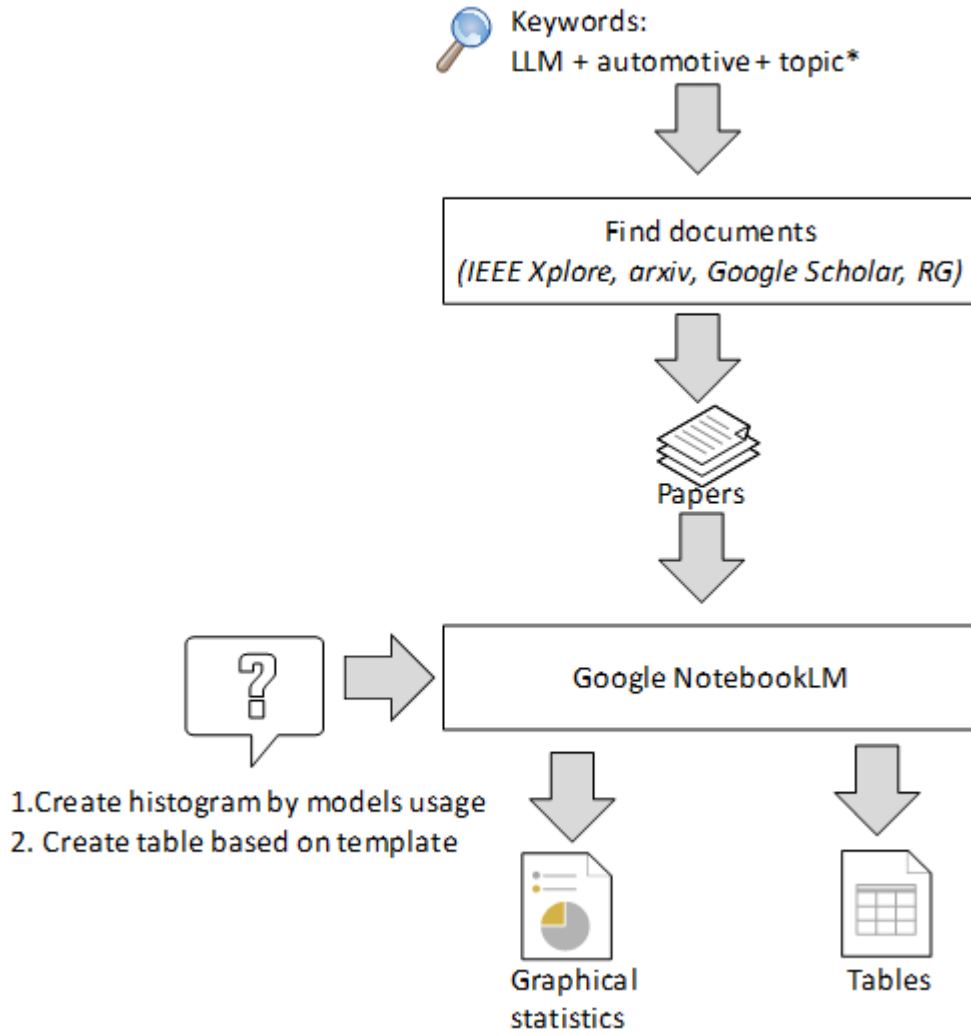 Keywords:
LLM + automotive + topic*
Find documents
(IEEE Xplore, arxiv, Google Scholar, RG)
Papers
Google NotebookLM
?
1.Create histogram by models usage
2. Create table based on template
Graphical
statistics
Tables